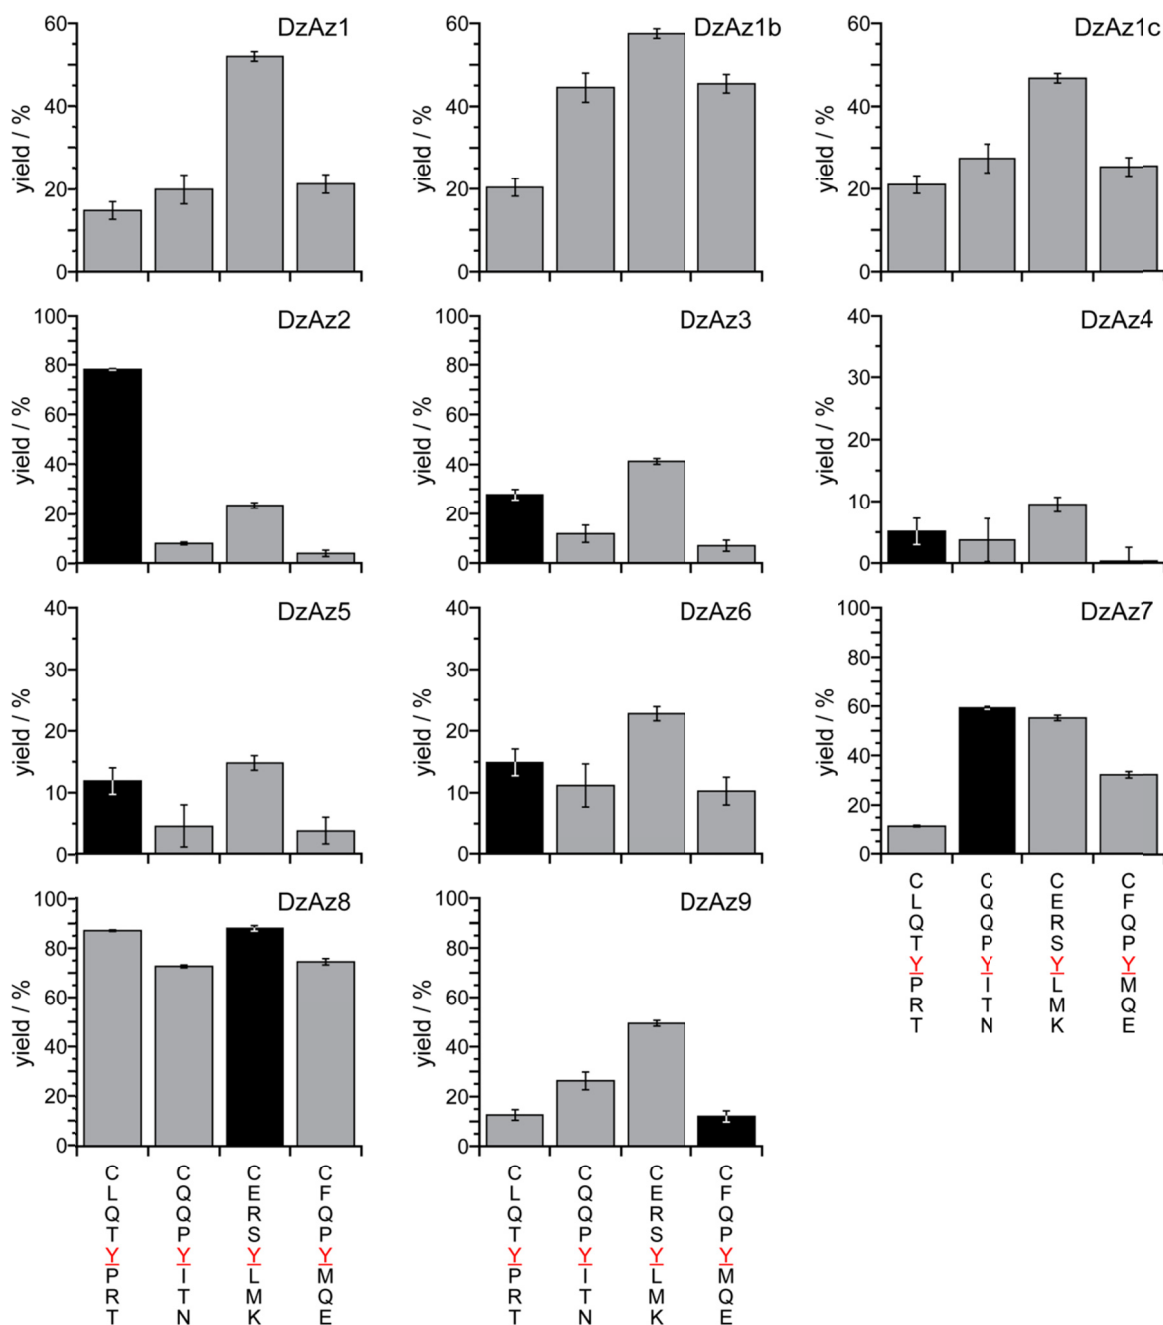 DzAz1
yield / %
60
40
20
0
DzAz1b
yield / %
60
40
20
0
DzAz1c
yield / %
60
40
20
0
DzAz2
yield / %
100
80
60
40
20
0
DzAz3
yield / %
100
80
60
40
20
0
DzAz4
yield / %
40
30
20
10
0
DzAz5
yield / %
40
30
20
10
0
DzAz6
yield / %
40
30
20
10
0
DzAz7
yield / %
100
80
60
40
20
0
CLQTYPRT
CQQPYITN
CERSYLMK
CFQPYMQE
DzAz8
yield / %
100
80
60
40
20
0
CLQTYPRT
CQQPYITN
CERSYLMK
CFQPYMQE
DzAz9
yield / %
100
80
60
40
20
0
CLQTYPRT
CQQPYITN
CERSYLMK
CFQPYMQE